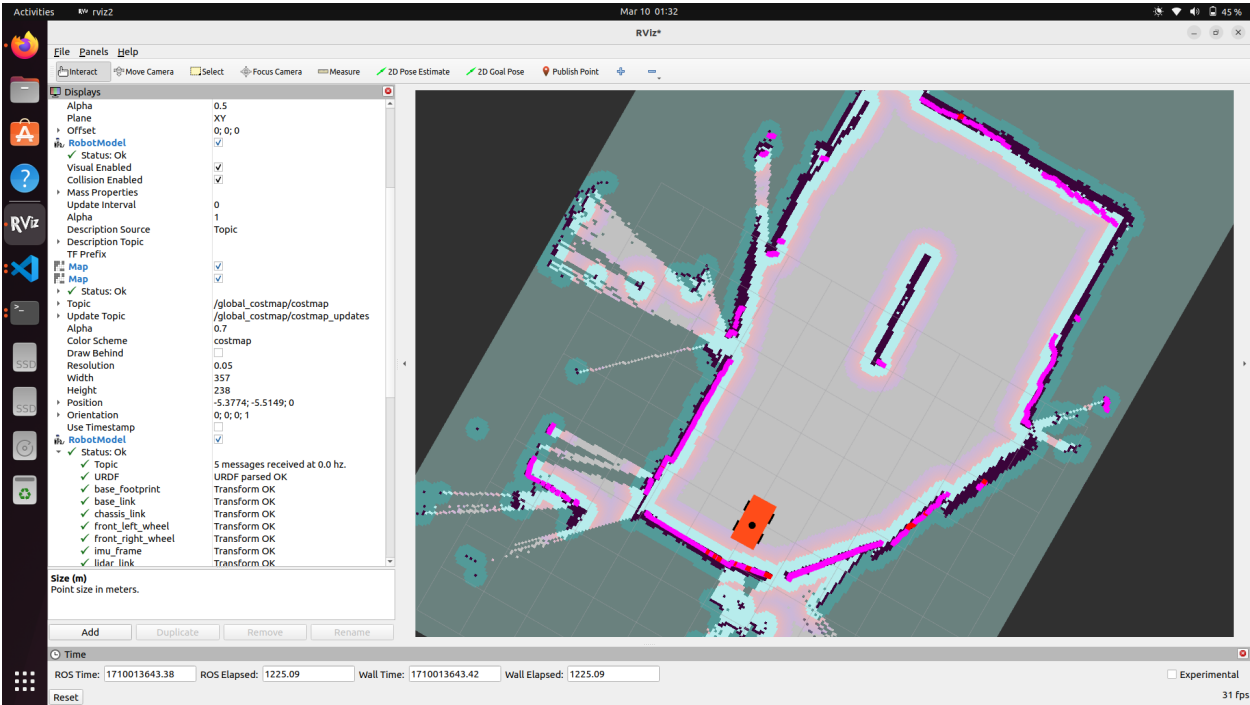 Activities RViz rviz2 Mar 10 01:32 45 %
RViz*
File Panels Help
Interact Move Camera Select Focus Camera Measure 2D Pose Estimate 2D Goal Pose Publish Point
Displays
Alpha 0.5
Plane XY
Offset 0; 0; 0
RobotModel
Status: Ok
Visual Enabled
Collision Enabled
Mass Properties
Update Interval 0
Alpha 1
Description Source Topic
Description Topic
TF Prefix
Map
Map
Status: Ok
Topic /global_costmap/costmap
Update Topic /global_costmap/costmap_updates
Alpha 0.7
Color Scheme costmap
Draw Behind
Resolution 0.05
Width 357
Height 238
Position -5.3774; -5.5149; 0
Orientation 0; 0; 0; 1
Use Timestamp
RobotModel
Status: Ok
Topic 5 messages received at 0.0 hz.
URDF URDF parsed OK
base_footprint Transform OK
base_link Transform OK
chassis_link Transform OK
front_left_wheel Transform OK
front_right_wheel Transform OK
imu_frame Transform OK
lidar_link Transform OK
Size (m)
Point size in meters.
Add Duplicate Remove Rename
Time
ROS Time: 1710013643.38 ROS Elapsed: 1225.09 Wall Time: 1710013643.42 Wall Elapsed: 1225.09 Experimental
Reset 31 fps
RViz
SSD
SSD